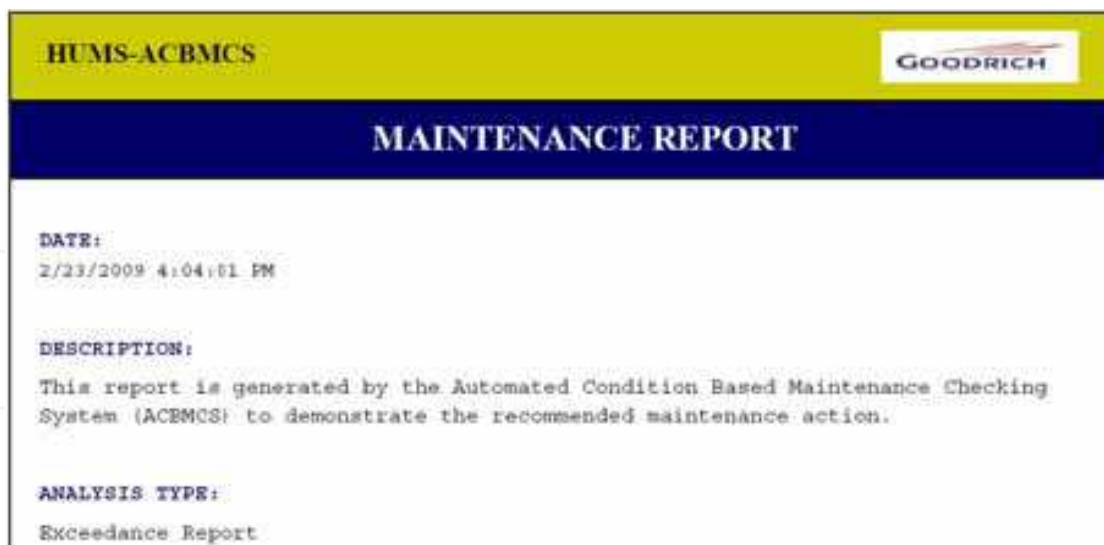 HUMS-ACBMCS
GOODRICH
MAINTENANCE REPORT
DATE:
2/23/2009 4:04:01 PM
DESCRIPTION:
This report is generated by the Automated Condition Based Maintenance Checking
System (ACBMCS) to demonstrate the recommended maintenance action.
ANALYSIS TYPE:
Exceedance Report